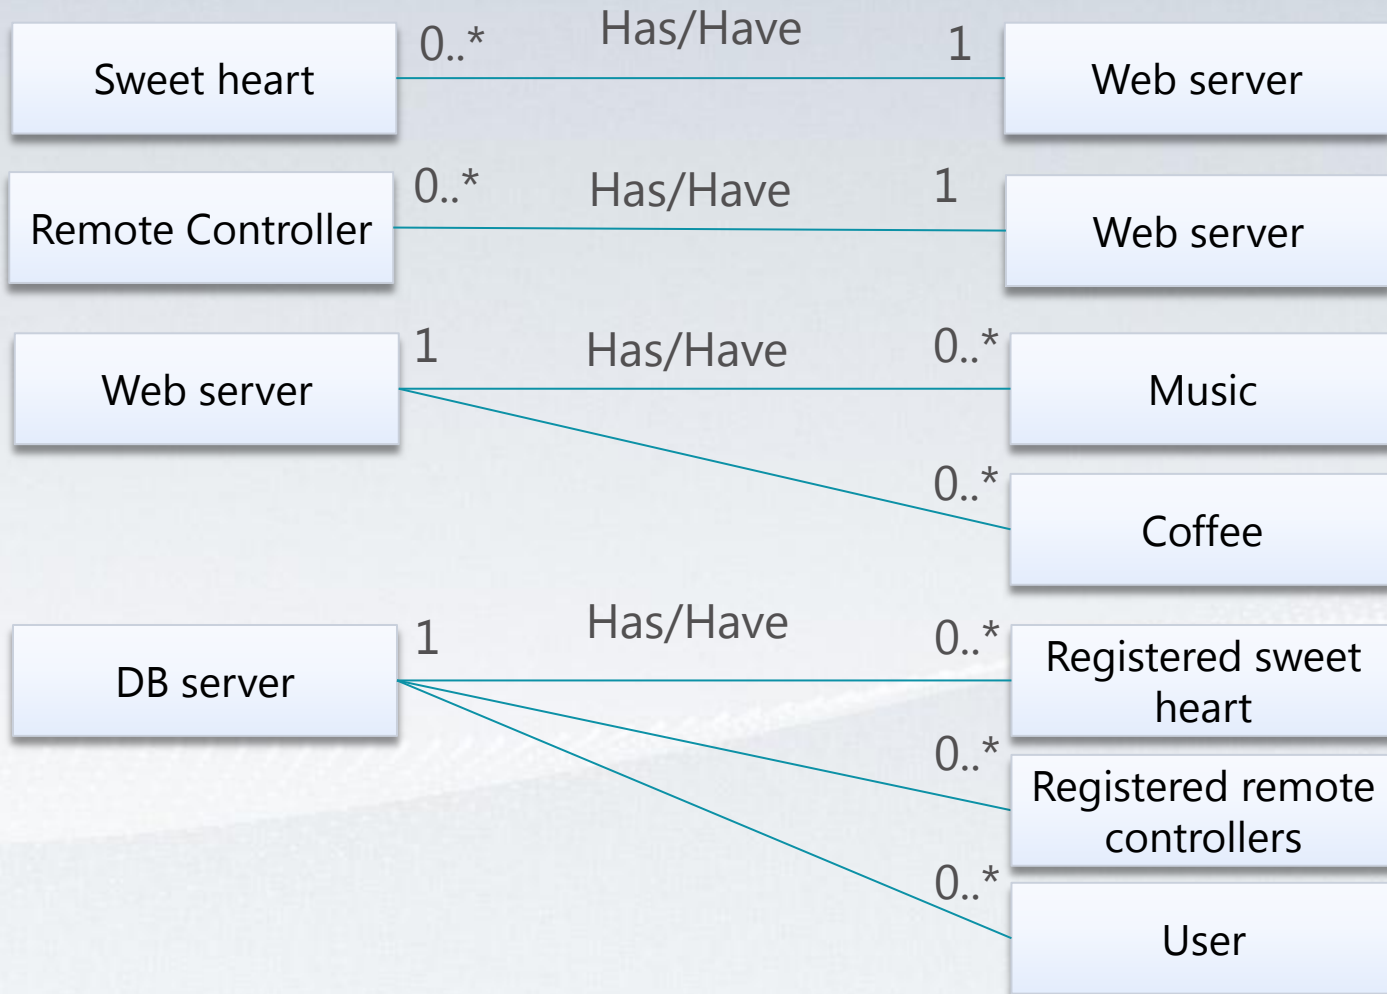 Sweet heart
0..*
Has/Have
1
Web server
Remote Controller
0..*
Has/Have
1
Web server
Web server
1
Has/Have
0..*
Music
0..*
Coffee
DB server
1
Has/Have
0..*
Registered sweet
heart
0..*
Registered remote
controllers
0..*
User